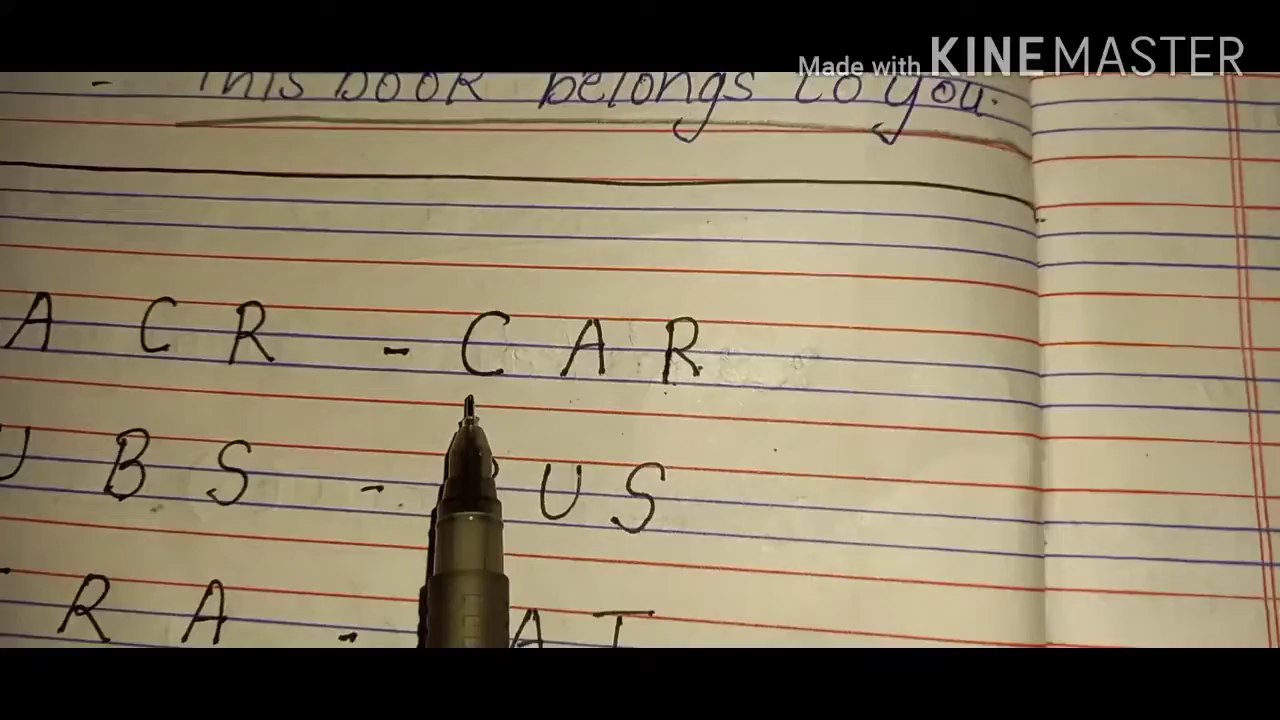 Made with KINEMASTER
- This book belongs to you.
A C R - C A R
U B S - U S
R A - A T